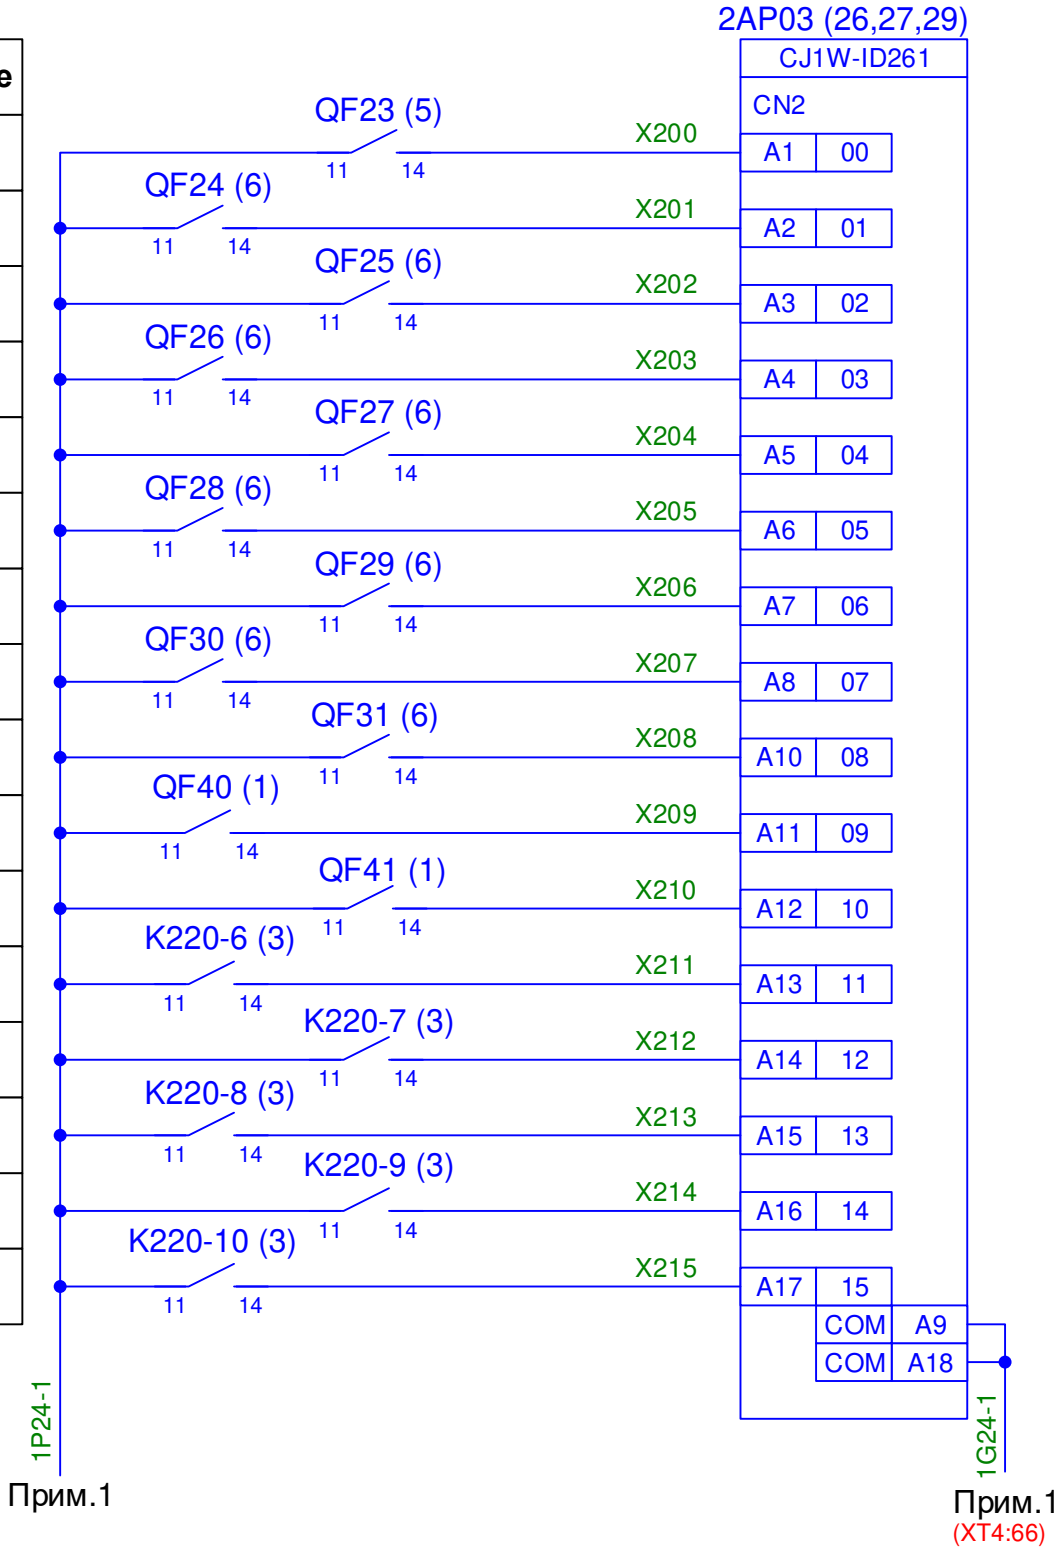 2AP03 (26,27,29)
CJ1W-ID261
е
CN2
QF23 (5)
X200
A1 00
11 14
QF24 (6)
X201
A2 01
11 14
QF25 (6)
X202
A3 02
11 14
QF26 (6)
X203
A4 03
11 14
QF27 (6)
X204
A5 04
11 14
QF28 (6)
X205
A6 05
11 14
QF29 (6)
X206
A7 06
11 14
QF30 (6)
X207
A8 07
11 14
QF31 (6)
X208
A10 08
11 14
QF40 (1)
X209
A11 09
11 14
QF41 (1)
X210
A12 10
11 14
K220-6 (3)
X211
A13 11
11 14
K220-7 (3)
X212
A14 12
11 14
K220-8 (3)
X213
A15 13
11 14
K220-9 (3)
X214
A16 14
11 14
K220-10 (3)
X215
A17 15
11 14
COM A9
COM A18
1P24-1
1G24-1
Прим.1
Прим.1
(XT4:66)